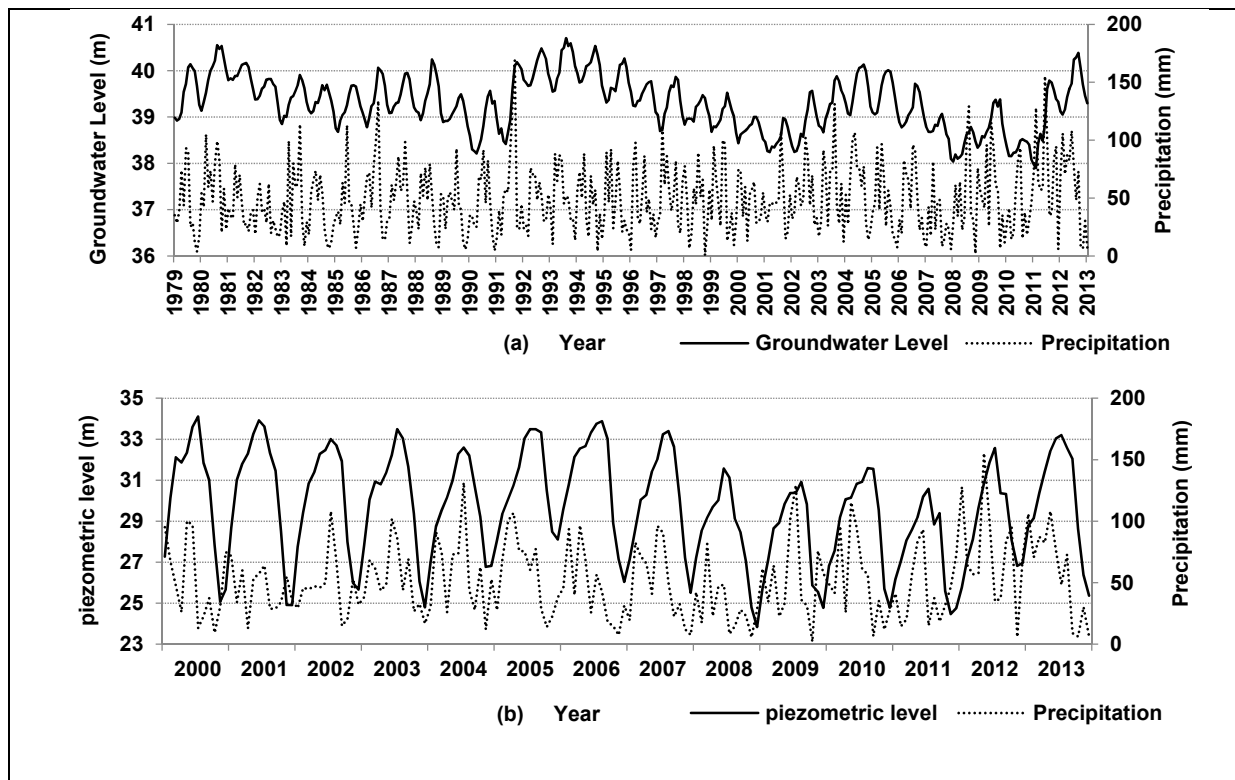 Groundwater Level (m)
41
40
39
38
37
36
200
150
100
50
0
Precipitation (mm)
1979 1980 1981 1982 1983 1984 1985 1986 1987 1988 1989 1990 1991 1992 1993 1994 1995 1996 1997 1998 1999 2000 2001 2002 2003 2004 2005 2006 2007 2008 2009 2010 2011 2012 2013
(a) Year Groundwater Level Precipitation
piezometric level (m)
35
33
31
29
27
25
23
200
150
100
50
0
Precipitation (mm)
2000 2001 2002 2003 2004 2005 2006 2007 2008 2009 2010 2011 2012 2013
(b) Year piezometric level Precipitation